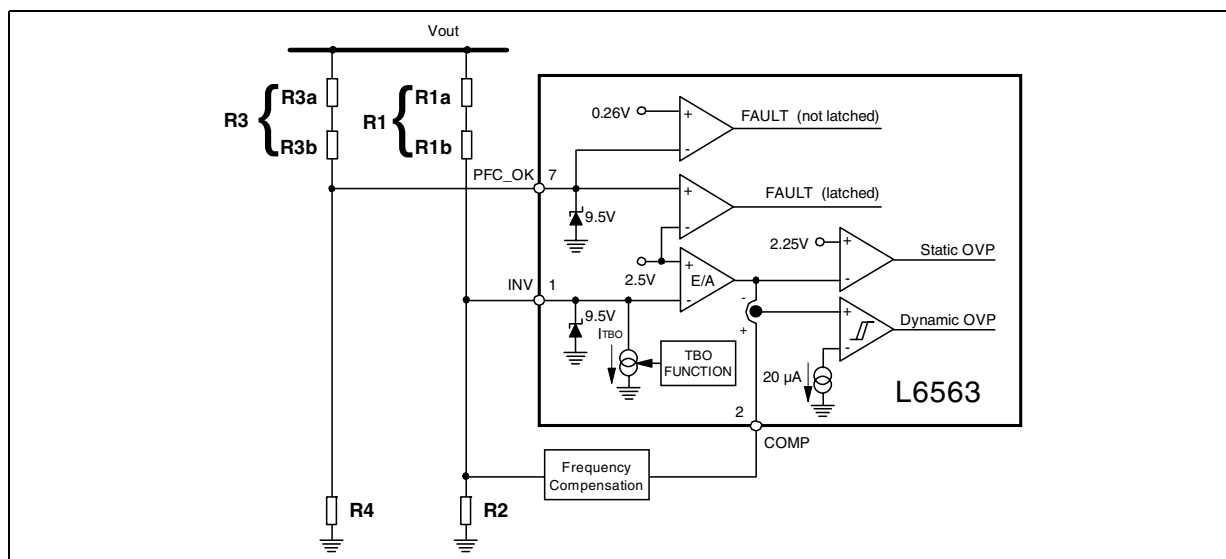 Vout
R3a
R1a
R3 {
R1 {
R3b
R1b
0.26V
+
-
FAULT (not latched)
PFC_OK
7
+
-
FAULT (latched)
9.5V
2.5V
+
E/A
-
2.25V
+
-
Static OVP
INV
1
9.5V
ITBO
TBO
FUNCTION
-
+
+
-
Dynamic OVP
20 µA
L6563
2
COMP
Frequency
Compensation
R4
R2